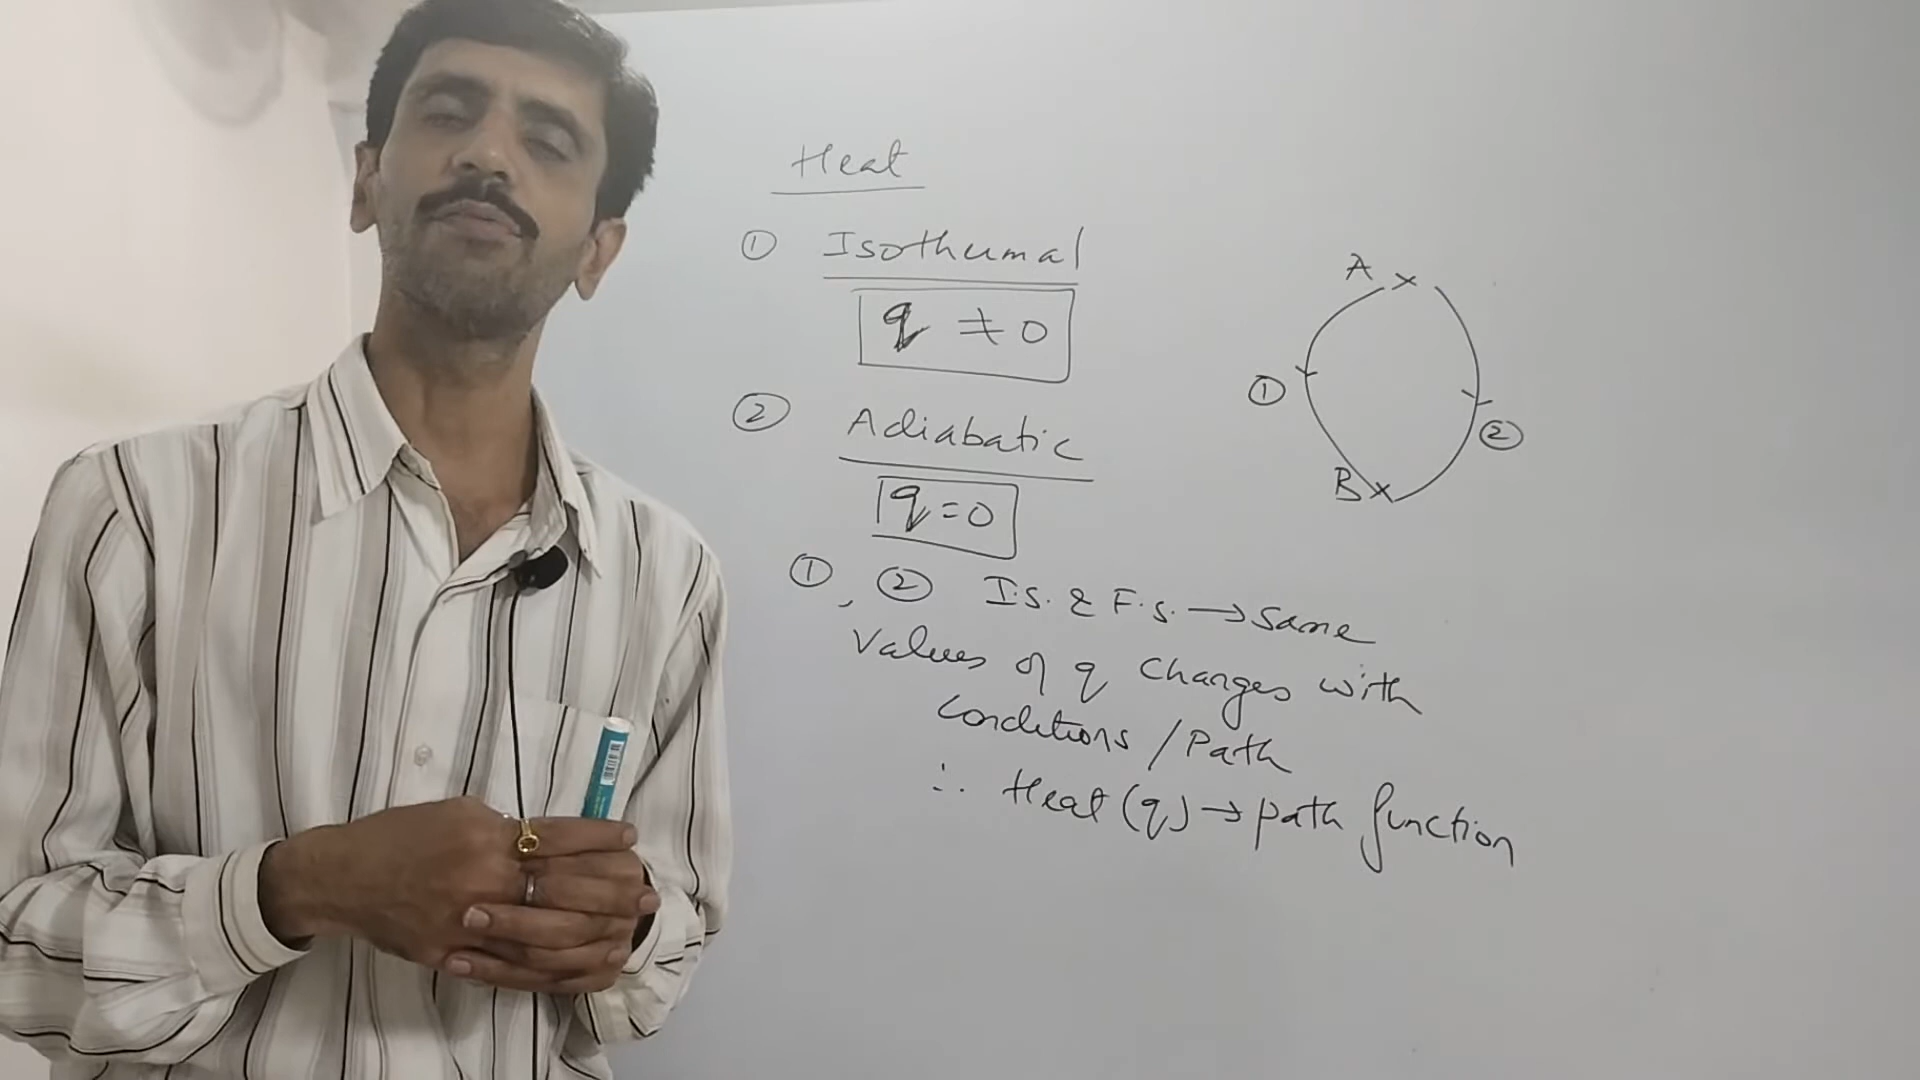 Heat
① Isothermal
q ≠ 0
② Adiabatic
q = 0
①, ② I.S. & F.S. → Same
Values of q changes with
conditions / Path
∴ Heat (q) → path function
A ×
①
②
B ×